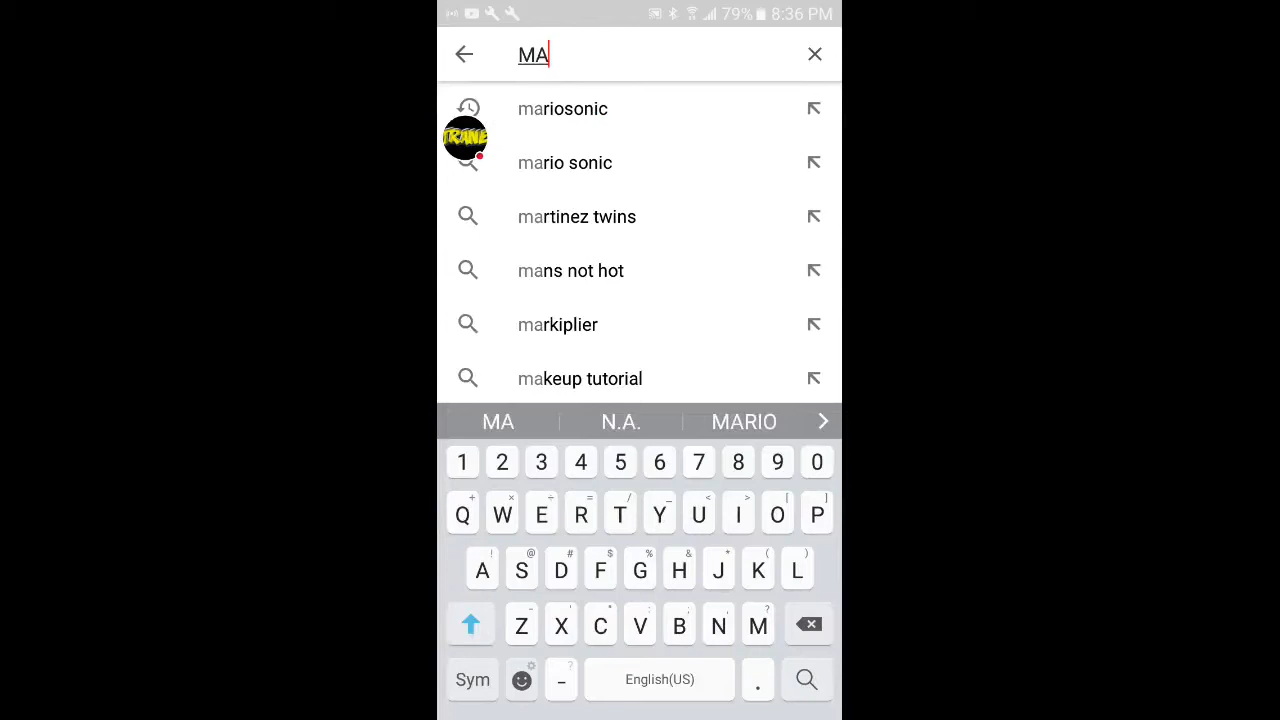 79% 8:36 PM
MA
mariosonic
TRANE
mario sonic
martinez twins
mans not hot
markiplier
makeup tutorial
MA N.A. MARIO
1 2 3 4 5 6 7 8 9 0
+ × ÷ = / _ < > [ ]
Q W E R T Y U I O P
! @ # $ % & * ( )
A S D F G H J K L
- ' " : ; , ?
Z X C V B N M
Sym - ? English(US) .